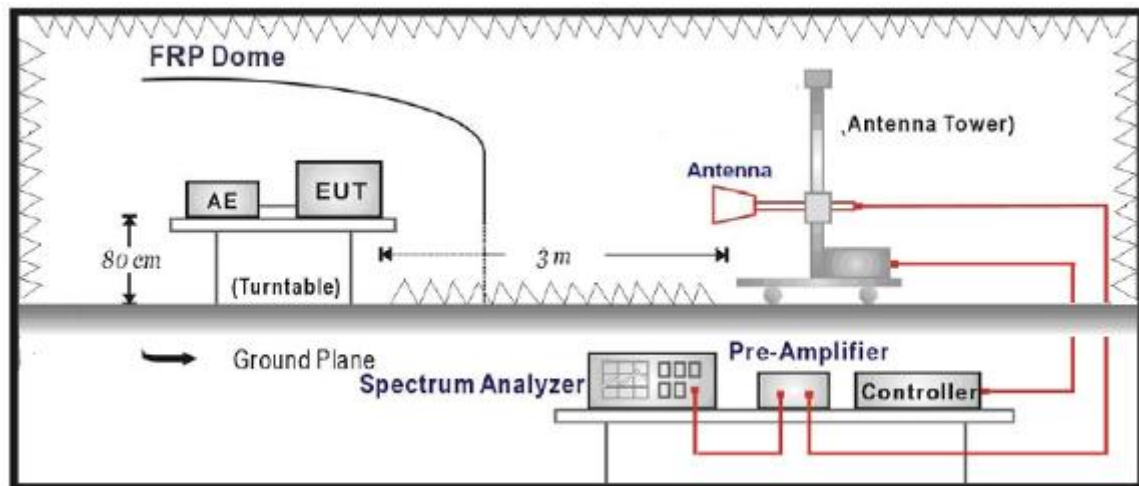 FRP Dome
(Antenna Tower)
Antenna
AE
EUT
80 cm
3 m
(Turntable)
Ground Plane
Pre-Amplifier
Spectrum Analyzer
Controller